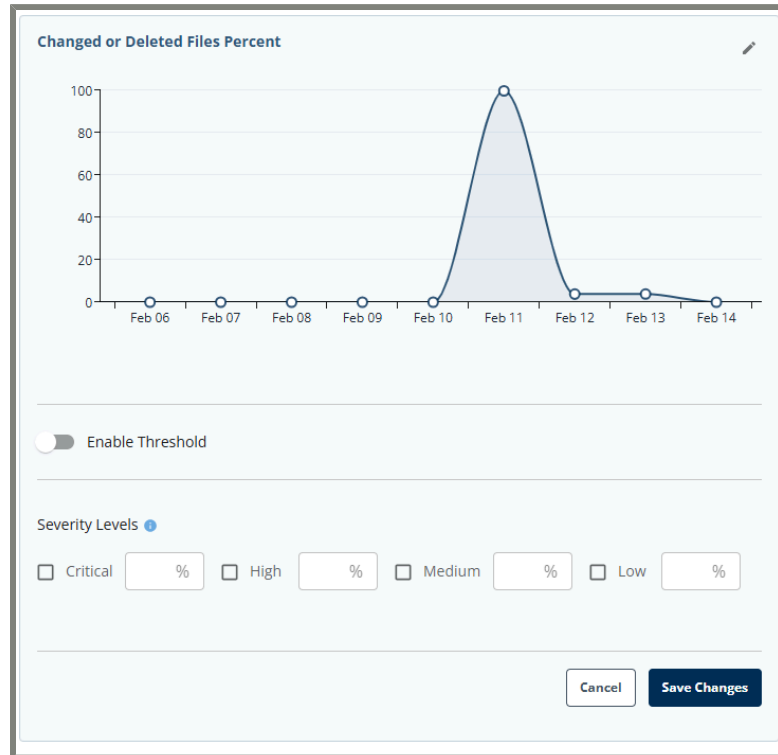 Changed or Deleted Files Percent
100
80
60
40
20
0
Feb 06 Feb 07 Feb 08 Feb 09 Feb 10 Feb 11 Feb 12 Feb 13 Feb 14
Enable Threshold
Severity Levels
Critical % High % Medium % Low %
Cancel Save Changes